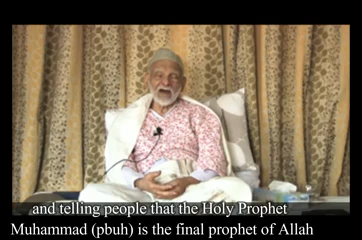 and telling people that the Holy Prophet
Muhammad (pbuh) is the final prophet of Allah